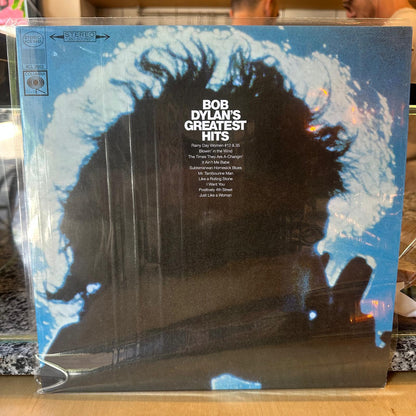 STEREO
COLUMBIA
BOB
DYLAN'S
GREATEST
HITS
Rainy Day Women #12 & 35
Blowin' in the Wind
The Times They Are A-Changin'
It Ain't Me Babe
Subterranean Homesick Blues
Mr. Tambourine Man
Like a Rolling Stone
I Want You
Positively 4th Street
Just Like a Woman